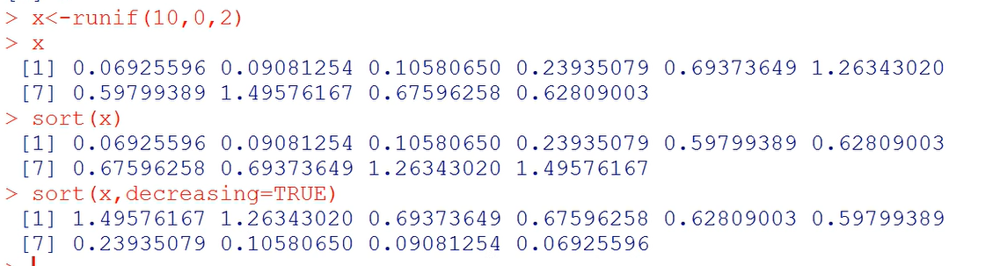 > x<-runif(10,0,2)
> x
[1] 0.06925596 0.09081254 0.10580650 0.23935079 0.69373649 1.26343020
[7] 0.59799389 1.49576167 0.67596258 0.62809003
> sort(x)
[1] 0.06925596 0.09081254 0.10580650 0.23935079 0.59799389 0.62809003
[7] 0.67596258 0.69373649 1.26343020 1.49576167
> sort(x,decreasing=TRUE)
[1] 1.49576167 1.26343020 0.69373649 0.67596258 0.62809003 0.59799389
[7] 0.23935079 0.10580650 0.09081254 0.06925596
>